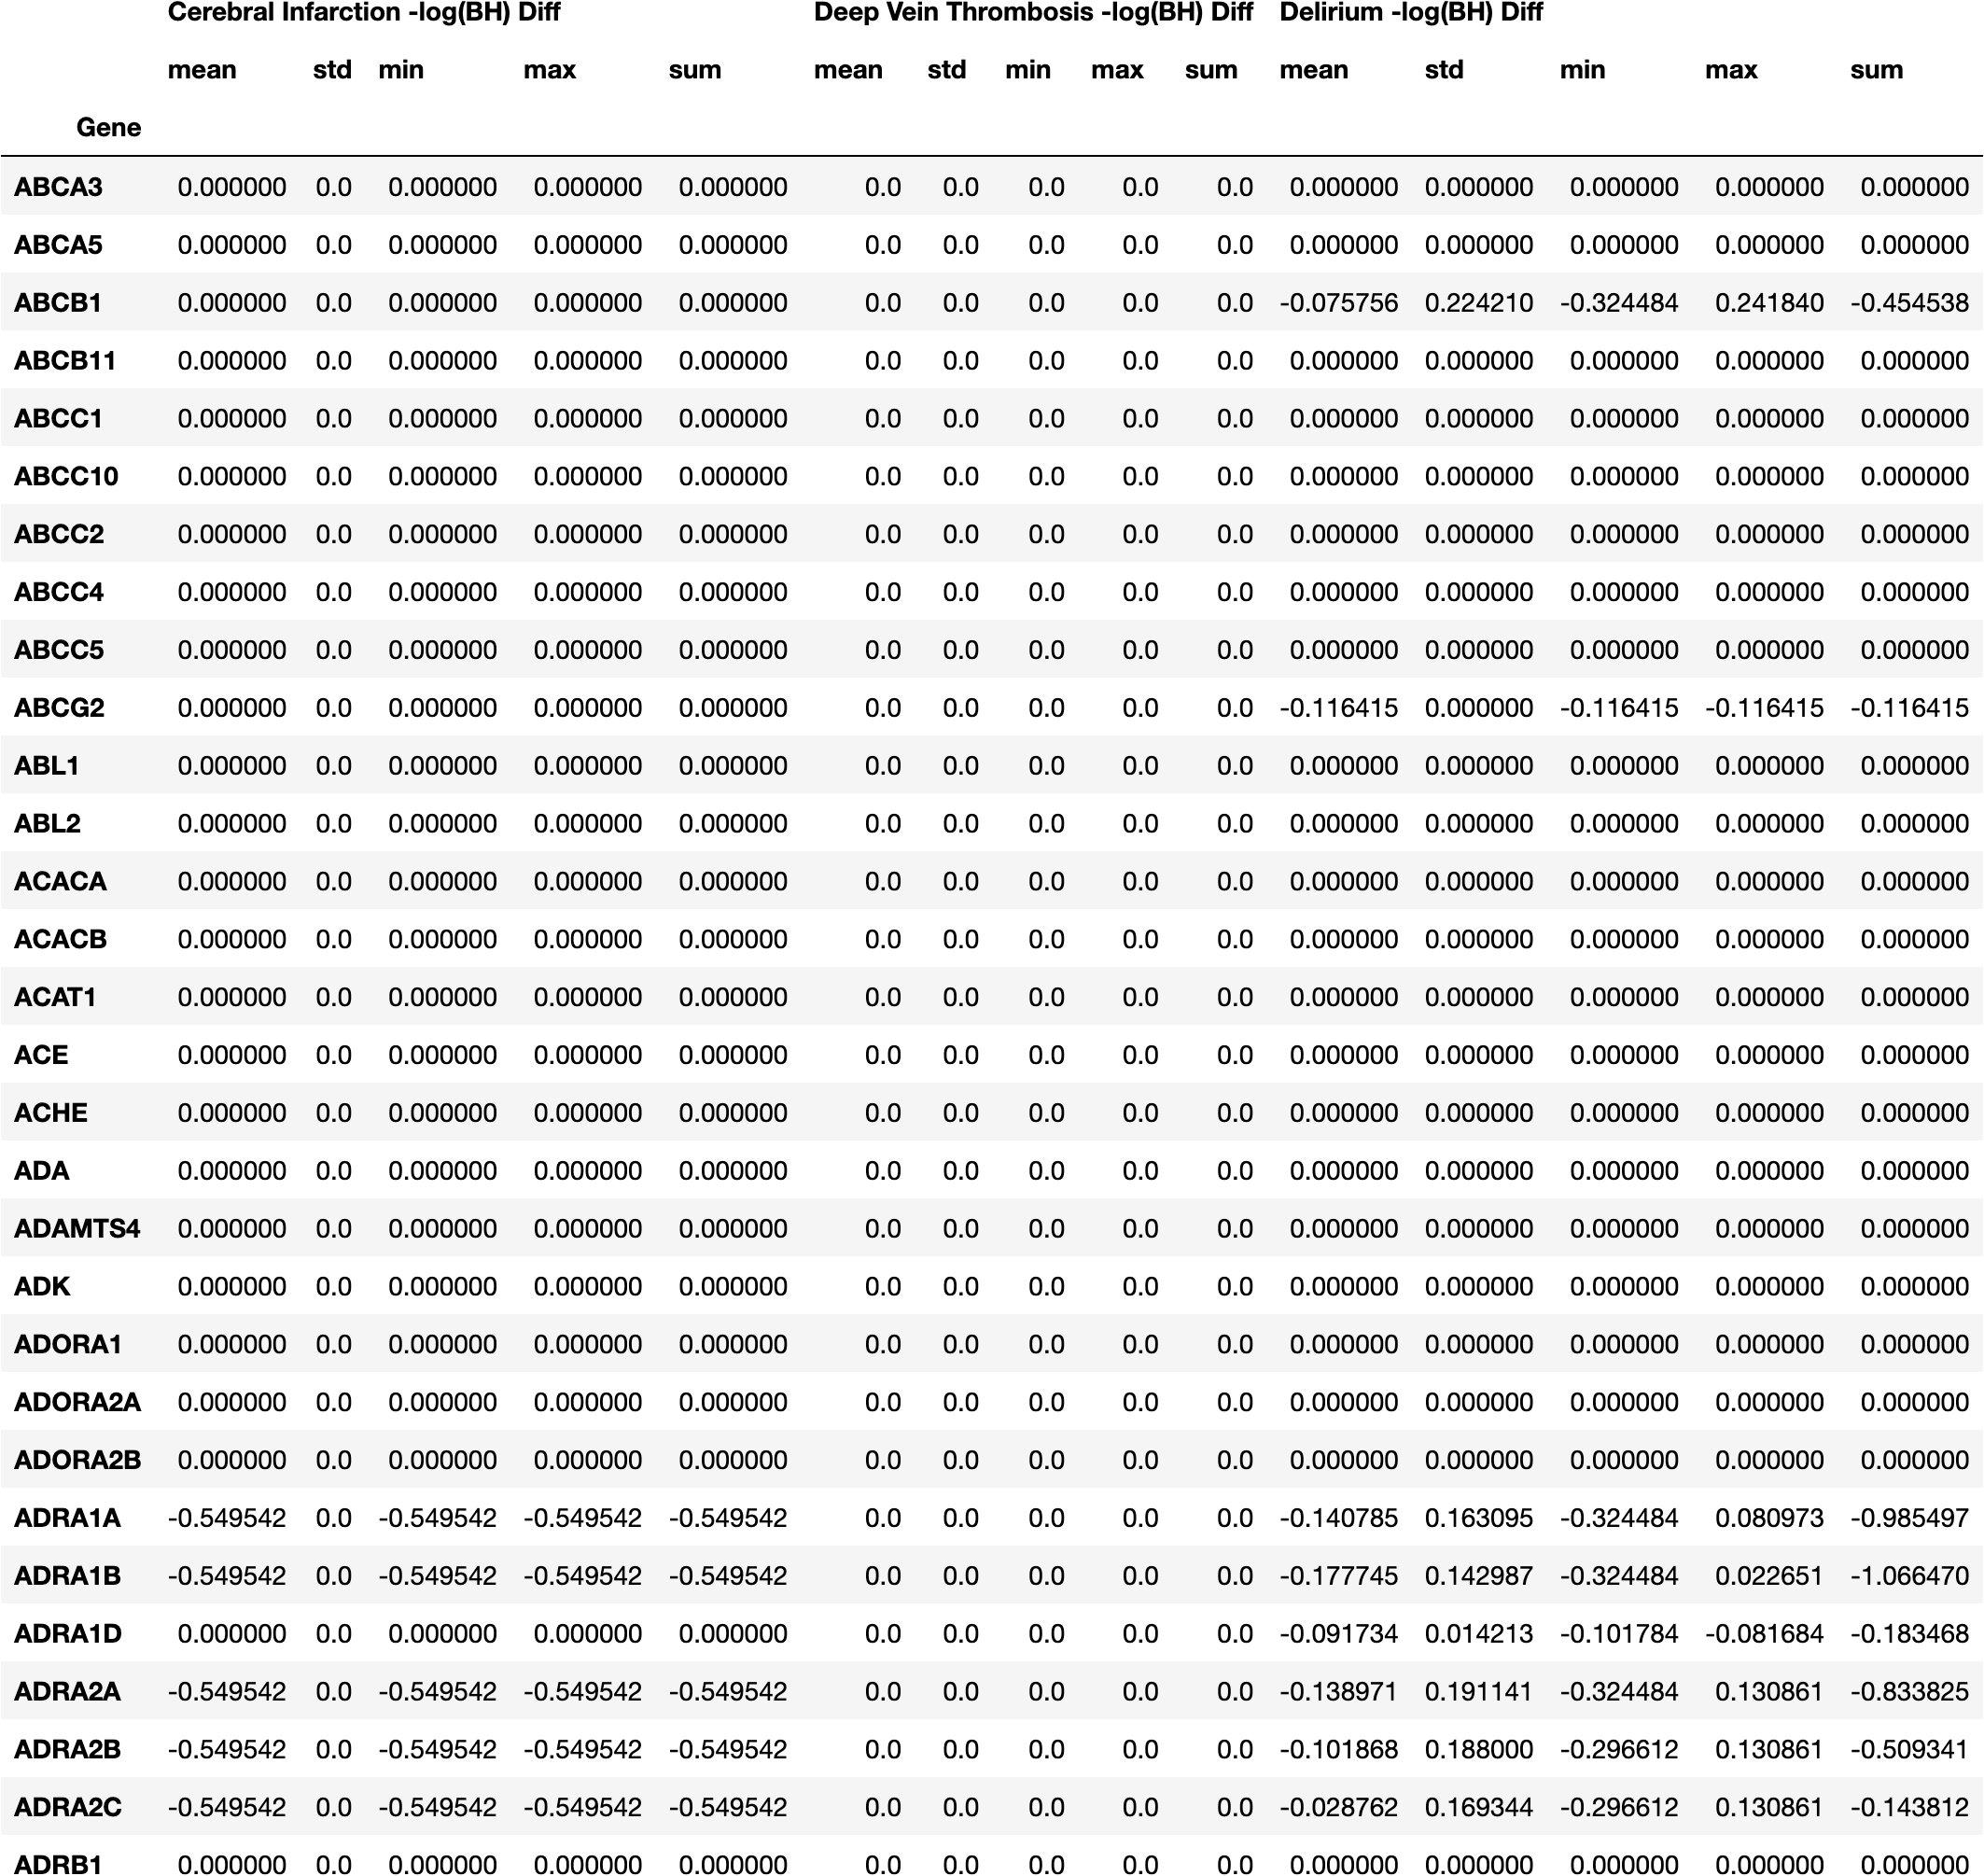 Cerebral Infarction -log(BH) Diff Deep Vein Thrombosis -log(BH) Diff Delirium -log(BH) Diff
mean std min max sum mean std min max sum mean std min max sum
Gene
ABCA3 0.000000 0.0 0.000000 0.000000 0.000000 0.0 0.0 0.0 0.0 0.0 0.000000 0.000000 0.000000 0.000000 0.000000
ABCA5 0.000000 0.0 0.000000 0.000000 0.000000 0.0 0.0 0.0 0.0 0.0 0.000000 0.000000 0.000000 0.000000 0.000000
ABCB1 0.000000 0.0 0.000000 0.000000 0.000000 0.0 0.0 0.0 0.0 0.0 -0.075756 0.224210 -0.324484 0.241840 -0.454538
ABCB11 0.000000 0.0 0.000000 0.000000 0.000000 0.0 0.0 0.0 0.0 0.0 0.000000 0.000000 0.000000 0.000000 0.000000
ABCC1 0.000000 0.0 0.000000 0.000000 0.000000 0.0 0.0 0.0 0.0 0.0 0.000000 0.000000 0.000000 0.000000 0.000000
ABCC10 0.000000 0.0 0.000000 0.000000 0.000000 0.0 0.0 0.0 0.0 0.0 0.000000 0.000000 0.000000 0.000000 0.000000
ABCC2 0.000000 0.0 0.000000 0.000000 0.000000 0.0 0.0 0.0 0.0 0.0 0.000000 0.000000 0.000000 0.000000 0.000000
ABCC4 0.000000 0.0 0.000000 0.000000 0.000000 0.0 0.0 0.0 0.0 0.0 0.000000 0.000000 0.000000 0.000000 0.000000
ABCC5 0.000000 0.0 0.000000 0.000000 0.000000 0.0 0.0 0.0 0.0 0.0 0.000000 0.000000 0.000000 0.000000 0.000000
ABCG2 0.000000 0.0 0.000000 0.000000 0.000000 0.0 0.0 0.0 0.0 0.0 -0.116415 0.000000 -0.116415 -0.116415 -0.116415
ABL1 0.000000 0.0 0.000000 0.000000 0.000000 0.0 0.0 0.0 0.0 0.0 0.000000 0.000000 0.000000 0.000000 0.000000
ABL2 0.000000 0.0 0.000000 0.000000 0.000000 0.0 0.0 0.0 0.0 0.0 0.000000 0.000000 0.000000 0.000000 0.000000
ACACA 0.000000 0.0 0.000000 0.000000 0.000000 0.0 0.0 0.0 0.0 0.0 0.000000 0.000000 0.000000 0.000000 0.000000
ACACB 0.000000 0.0 0.000000 0.000000 0.000000 0.0 0.0 0.0 0.0 0.0 0.000000 0.000000 0.000000 0.000000 0.000000
ACAT1 0.000000 0.0 0.000000 0.000000 0.000000 0.0 0.0 0.0 0.0 0.0 0.000000 0.000000 0.000000 0.000000 0.000000
ACE 0.000000 0.0 0.000000 0.000000 0.000000 0.0 0.0 0.0 0.0 0.0 0.000000 0.000000 0.000000 0.000000 0.000000
ACHE 0.000000 0.0 0.000000 0.000000 0.000000 0.0 0.0 0.0 0.0 0.0 0.000000 0.000000 0.000000 0.000000 0.000000
ADA 0.000000 0.0 0.000000 0.000000 0.000000 0.0 0.0 0.0 0.0 0.0 0.000000 0.000000 0.000000 0.000000 0.000000
ADAMTS4 0.000000 0.0 0.000000 0.000000 0.000000 0.0 0.0 0.0 0.0 0.0 0.000000 0.000000 0.000000 0.000000 0.000000
ADK 0.000000 0.0 0.000000 0.000000 0.000000 0.0 0.0 0.0 0.0 0.0 0.000000 0.000000 0.000000 0.000000 0.000000
ADORA1 0.000000 0.0 0.000000 0.000000 0.000000 0.0 0.0 0.0 0.0 0.0 0.000000 0.000000 0.000000 0.000000 0.000000
ADORA2A 0.000000 0.0 0.000000 0.000000 0.000000 0.0 0.0 0.0 0.0 0.0 0.000000 0.000000 0.000000 0.000000 0.000000
ADORA2B 0.000000 0.0 0.000000 0.000000 0.000000 0.0 0.0 0.0 0.0 0.0 0.000000 0.000000 0.000000 0.000000 0.000000
ADRA1A -0.549542 0.0 -0.549542 -0.549542 -0.549542 0.0 0.0 0.0 0.0 0.0 -0.140785 0.163095 -0.324484 0.080973 -0.985497
ADRA1B -0.549542 0.0 -0.549542 -0.549542 -0.549542 0.0 0.0 0.0 0.0 0.0 -0.177745 0.142987 -0.324484 0.022651 -1.066470
ADRA1D 0.000000 0.0 0.000000 0.000000 0.000000 0.0 0.0 0.0 0.0 0.0 -0.091734 0.014213 -0.101784 -0.081684 -0.183468
ADRA2A -0.549542 0.0 -0.549542 -0.549542 -0.549542 0.0 0.0 0.0 0.0 0.0 -0.138971 0.191141 -0.324484 0.130861 -0.833825
ADRA2B -0.549542 0.0 -0.549542 -0.549542 -0.549542 0.0 0.0 0.0 0.0 0.0 -0.101868 0.188000 -0.296612 0.130861 -0.509341
ADRA2C -0.549542 0.0 -0.549542 -0.549542 -0.549542 0.0 0.0 0.0 0.0 0.0 -0.028762 0.169344 -0.296612 0.130861 -0.143812
ADRB1 0.000000 0.0 0.000000 0.000000 0.000000 0.0 0.0 0.0 0.0 0.0 0.000000 0.000000 0.000000 0.000000 0.000000